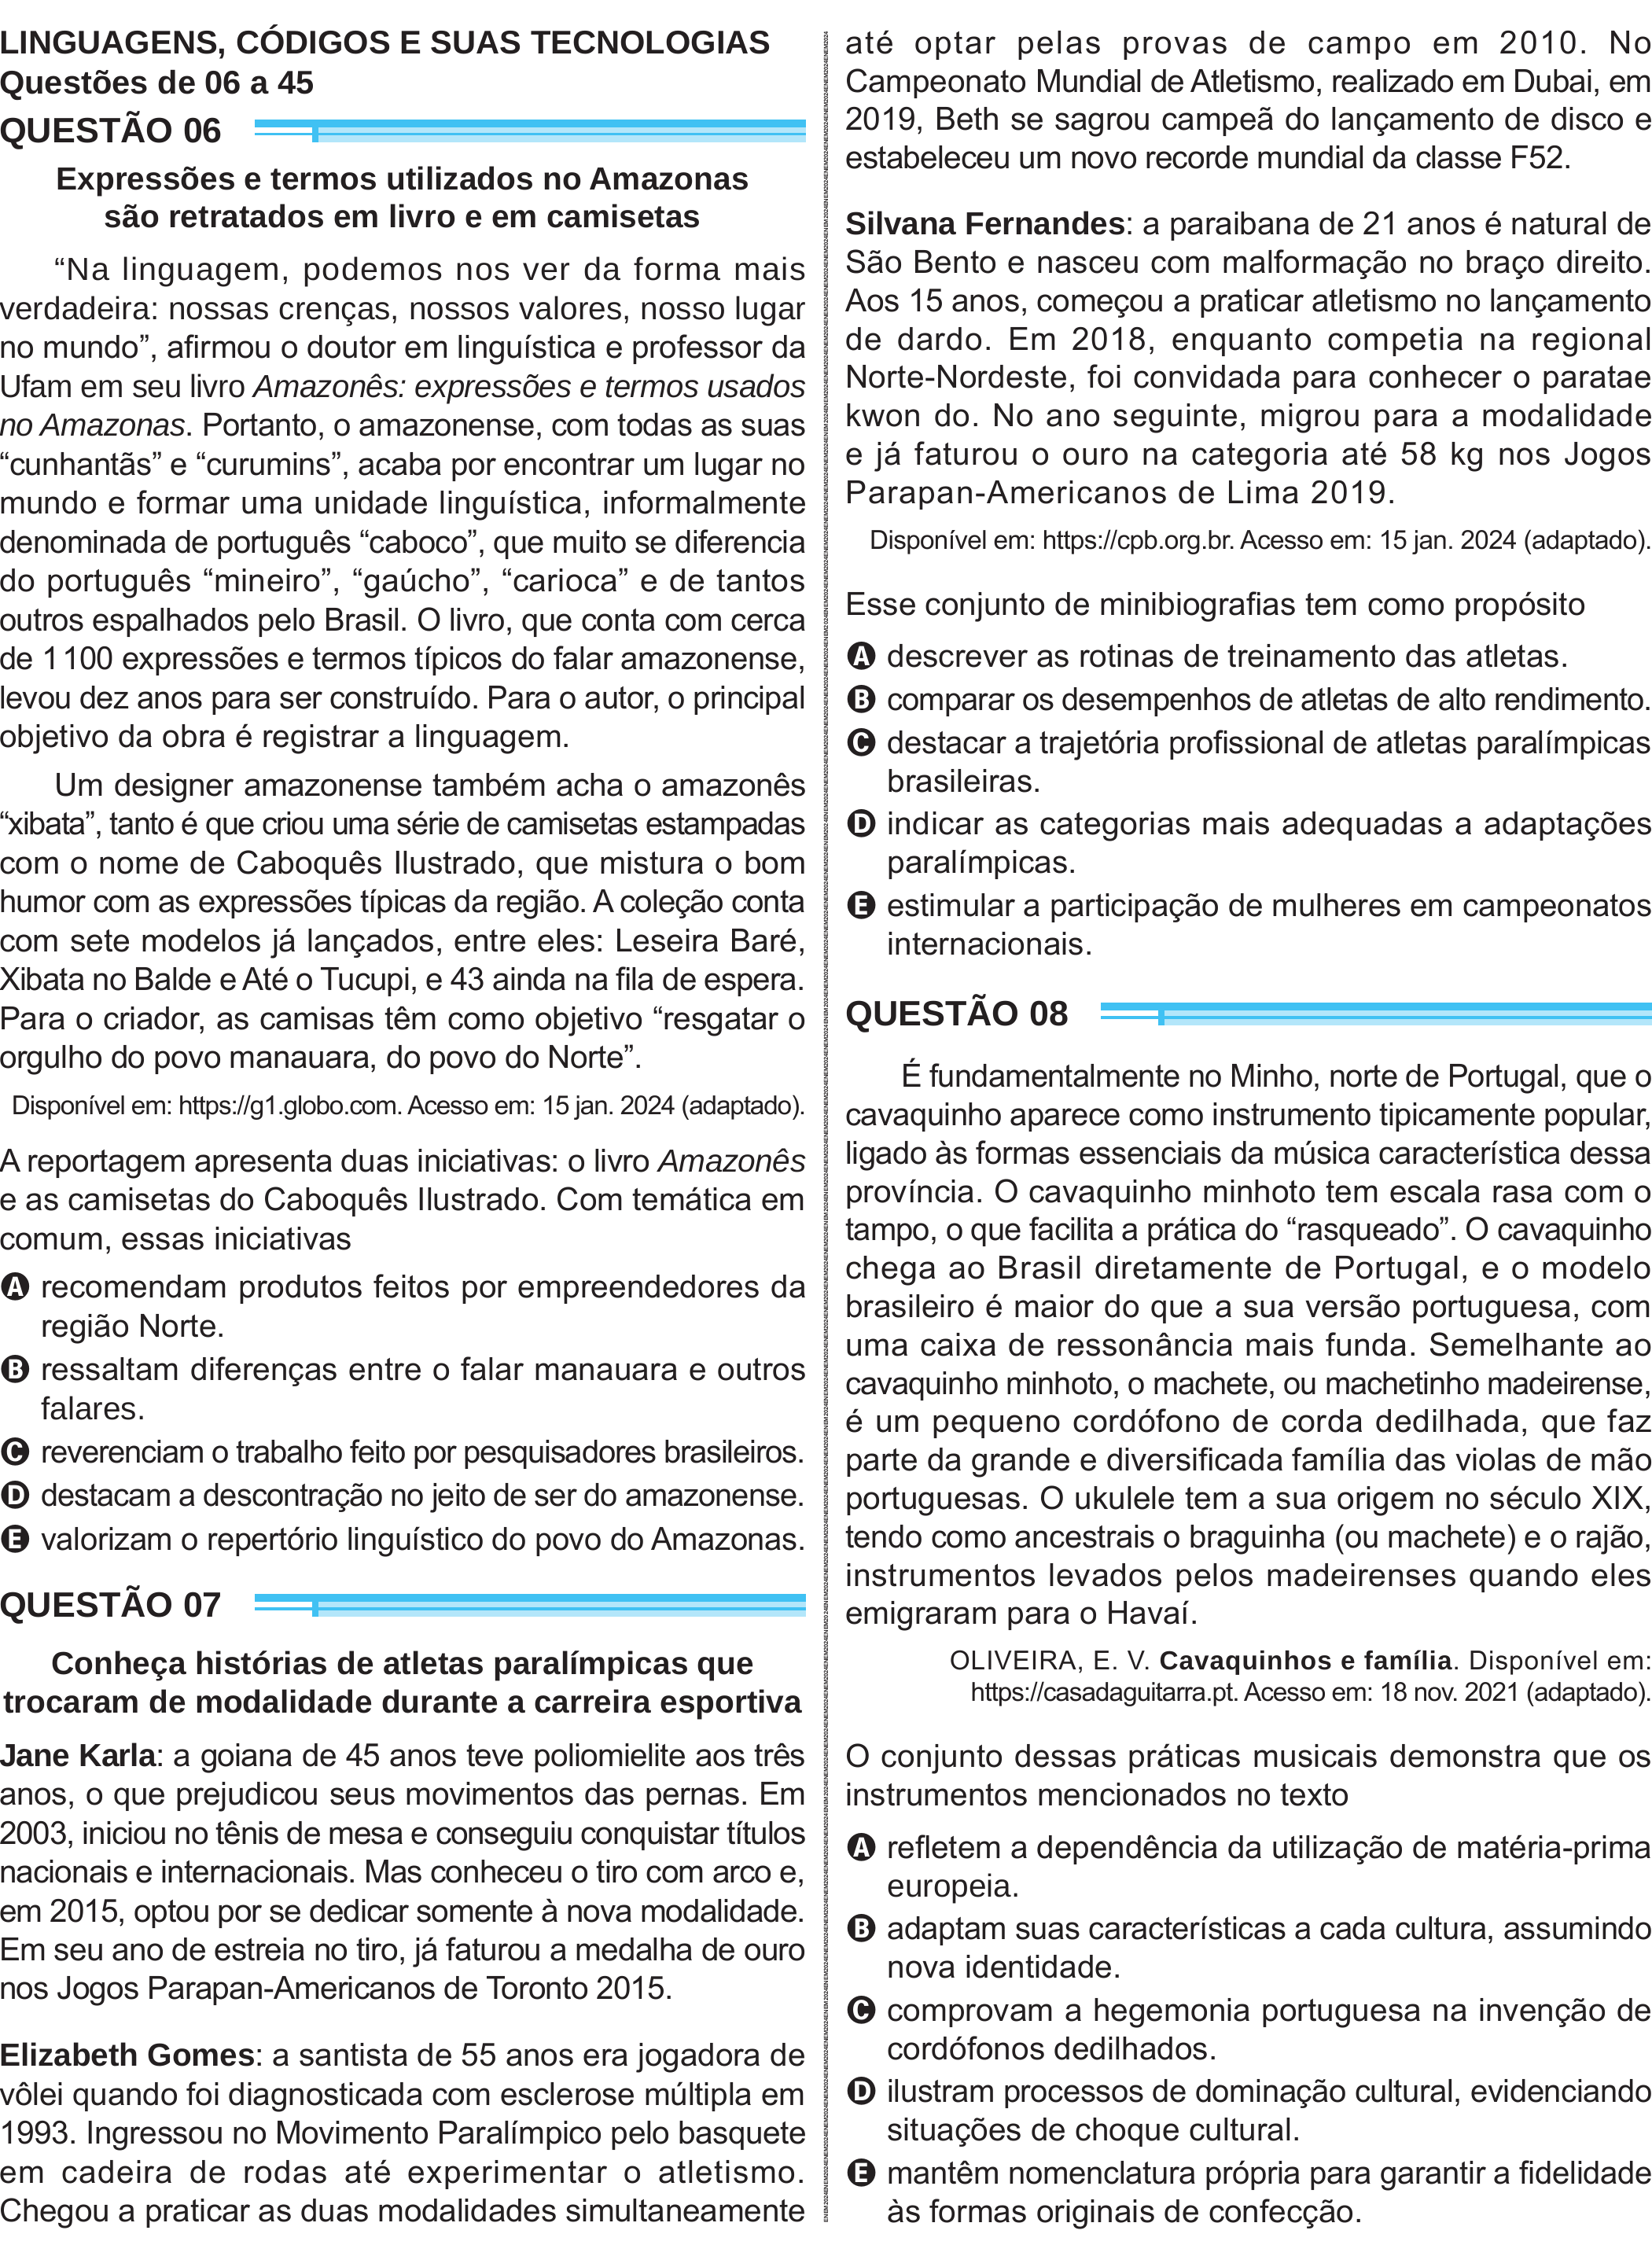 LINGUAGENS, CÓDIGOS E SUAS TECNOLOGIAS
Questões de 06 a 45
QUESTÃO 06
Expressões e termos utilizados no Amazonas
são retratados em livro e em camisetas
“Na linguagem, podemos nos ver da forma mais
verdadeira: nossas crenças, nossos valores, nosso lugar
no mundo”, afirmou o doutor em linguística e professor da
Ufam em seu livro Amazonês: expressões e termos usados
no Amazonas. Portanto, o amazonense, com todas as suas
“cunhantãs” e “curumins”, acaba por encontrar um lugar no
mundo e formar uma unidade linguística, informalmente
denominada de português “caboco”, que muito se diferencia
do português “mineiro”, “gaúcho”, “carioca” e de tantos
outros espalhados pelo Brasil. O livro, que conta com cerca
de 1 100 expressões e termos típicos do falar amazonense,
levou dez anos para ser construído. Para o autor, o principal
objetivo da obra é registrar a linguagem.
Um designer amazonense também acha o amazonês
“xibata”, tanto é que criou uma série de camisetas estampadas
com o nome de Caboquês Ilustrado, que mistura o bom
humor com as expressões típicas da região. A coleção conta
com sete modelos já lançados, entre eles: Leseira Baré,
Xibata no Balde e Até o Tucupi, e 43 ainda na fila de espera.
Para o criador, as camisas têm como objetivo “resgatar o
orgulho do povo manauara, do povo do Norte”.
Disponível em: https://g1.globo.com. Acesso em: 15 jan. 2024 (adaptado).
A reportagem apresenta duas iniciativas: o livro Amazonês
e as camisetas do Caboquês Ilustrado. Com temática em
comum, essas iniciativas
A recomendam produtos feitos por empreendedores da
região Norte.
B ressaltam diferenças entre o falar manauara e outros
falares.
C reverenciam o trabalho feito por pesquisadores brasileiros.
D destacam a descontração no jeito de ser do amazonense.
E valorizam o repertório linguístico do povo do Amazonas.
QUESTÃO 07
Conheça histórias de atletas paralímpicas que
trocaram de modalidade durante a carreira esportiva
Jane Karla: a goiana de 45 anos teve poliomielite aos três
anos, o que prejudicou seus movimentos das pernas. Em
2003, iniciou no tênis de mesa e conseguiu conquistar títulos
nacionais e internacionais. Mas conheceu o tiro com arco e,
em 2015, optou por se dedicar somente à nova modalidade.
Em seu ano de estreia no tiro, já faturou a medalha de ouro
nos Jogos Parapan-Americanos de Toronto 2015.
Elizabeth Gomes: a santista de 55 anos era jogadora de
vôlei quando foi diagnosticada com esclerose múltipla em
1993. Ingressou no Movimento Paralímpico pelo basquete
em cadeira de rodas até experimentar o atletismo.
Chegou a praticar as duas modalidades simultaneamente
até optar pelas provas de campo em 2010. No
Campeonato Mundial de Atletismo, realizado em Dubai, em
2019, Beth se sagrou campeã do lançamento de disco e
estabeleceu um novo recorde mundial da classe F52.
Silvana Fernandes: a paraibana de 21 anos é natural de
São Bento e nasceu com malformação no braço direito.
Aos 15 anos, começou a praticar atletismo no lançamento
de dardo. Em 2018, enquanto competia na regional
Norte-Nordeste, foi convidada para conhecer o paratae
kwon do. No ano seguinte, migrou para a modalidade
e já faturou o ouro na categoria até 58 kg nos Jogos
Parapan-Americanos de Lima 2019.
Disponível em: https://cpb.org.br. Acesso em: 15 jan. 2024 (adaptado).
Esse conjunto de minibiografias tem como propósito
A descrever as rotinas de treinamento das atletas.
B comparar os desempenhos de atletas de alto rendimento.
C destacar a trajetória profissional de atletas paralímpicas
brasileiras.
D indicar as categorias mais adequadas a adaptações
paralímpicas.
E estimular a participação de mulheres em campeonatos
internacionais.
QUESTÃO 08
É fundamentalmente no Minho, norte de Portugal, que o
cavaquinho aparece como instrumento tipicamente popular,
ligado às formas essenciais da música característica dessa
província. O cavaquinho minhoto tem escala rasa com o
tampo, o que facilita a prática do “rasqueado”. O cavaquinho
chega ao Brasil diretamente de Portugal, e o modelo
brasileiro é maior do que a sua versão portuguesa, com
uma caixa de ressonância mais funda. Semelhante ao
cavaquinho minhoto, o machete, ou machetinho madeirense,
é um pequeno cordófono de corda dedilhada, que faz
parte da grande e diversificada família das violas de mão
portuguesas. O ukulele tem a sua origem no século XIX,
tendo como ancestrais o braguinha (ou machete) e o rajão,
instrumentos levados pelos madeirenses quando eles
emigraram para o Havaí.
OLIVEIRA, E. V. Cavaquinhos e família. Disponível em:
https://casadaguitarra.pt. Acesso em: 18 nov. 2021 (adaptado).
O conjunto dessas práticas musicais demonstra que os
instrumentos mencionados no texto
A refletem a dependência da utilização de matéria-prima
europeia.
B adaptam suas características a cada cultura, assumindo
nova identidade.
C comprovam a hegemonia portuguesa na invenção de
cordófonos dedilhados.
D ilustram processos de dominação cultural, evidenciando
situações de choque cultural.
E mantêm nomenclatura própria para garantir a fidelidade
às formas originais de confecção.